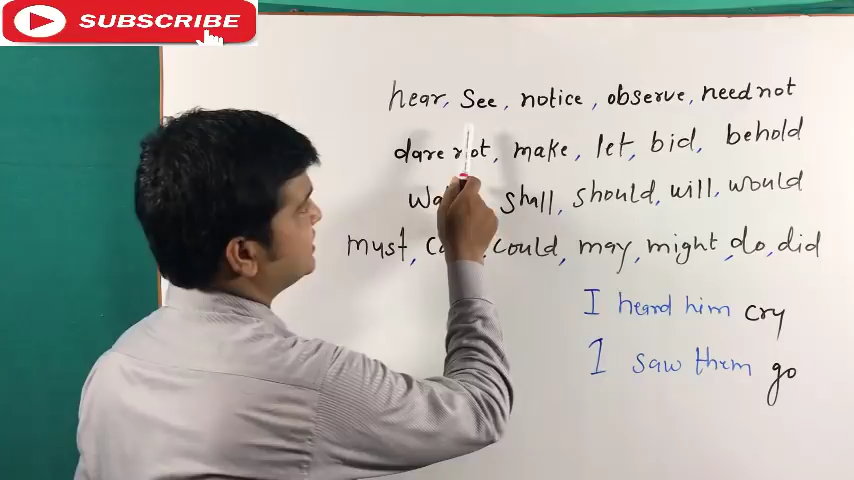 SUBSCRIBE
hear, See, notice, observe, need not
dare not, make, let, bid, behold
shall, should, will, would
must, could, may, might, do, did
I heard him cry
I saw them go